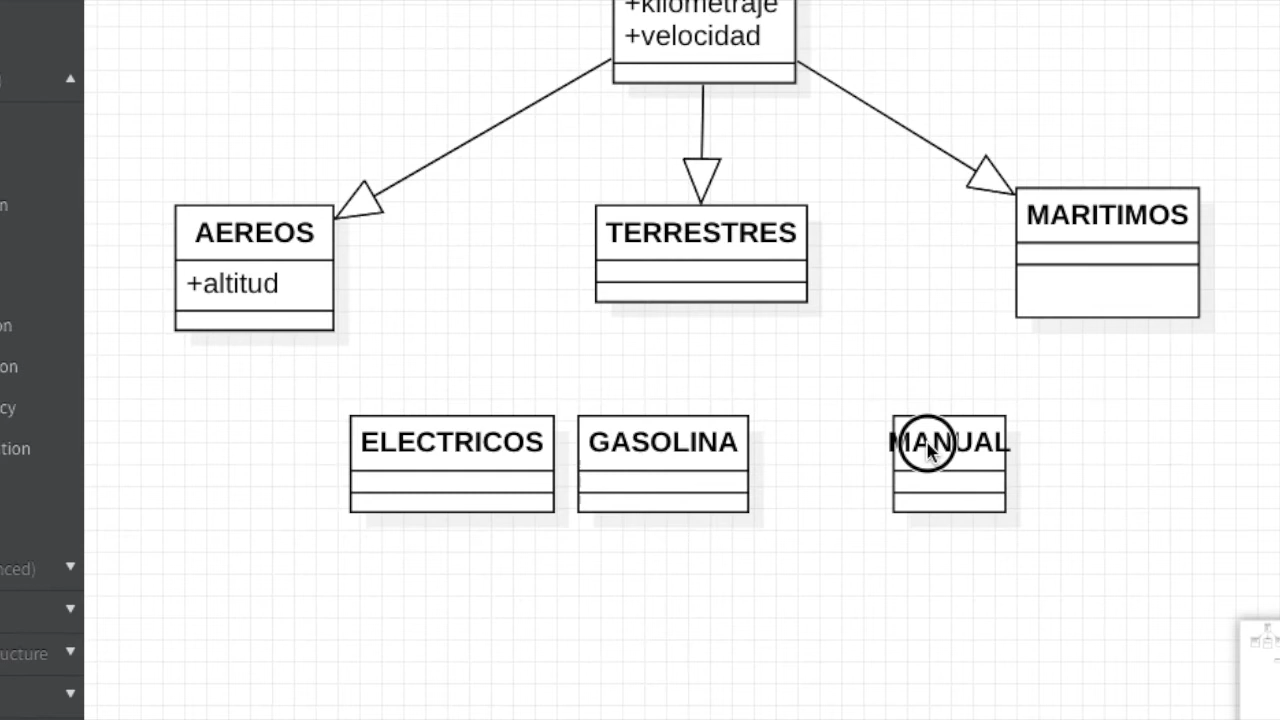 +kilometraje
+velocidad
AEREOS
+altitud
TERRESTRES
MARITIMOS
ELECTRICOS
GASOLINA
MANUAL